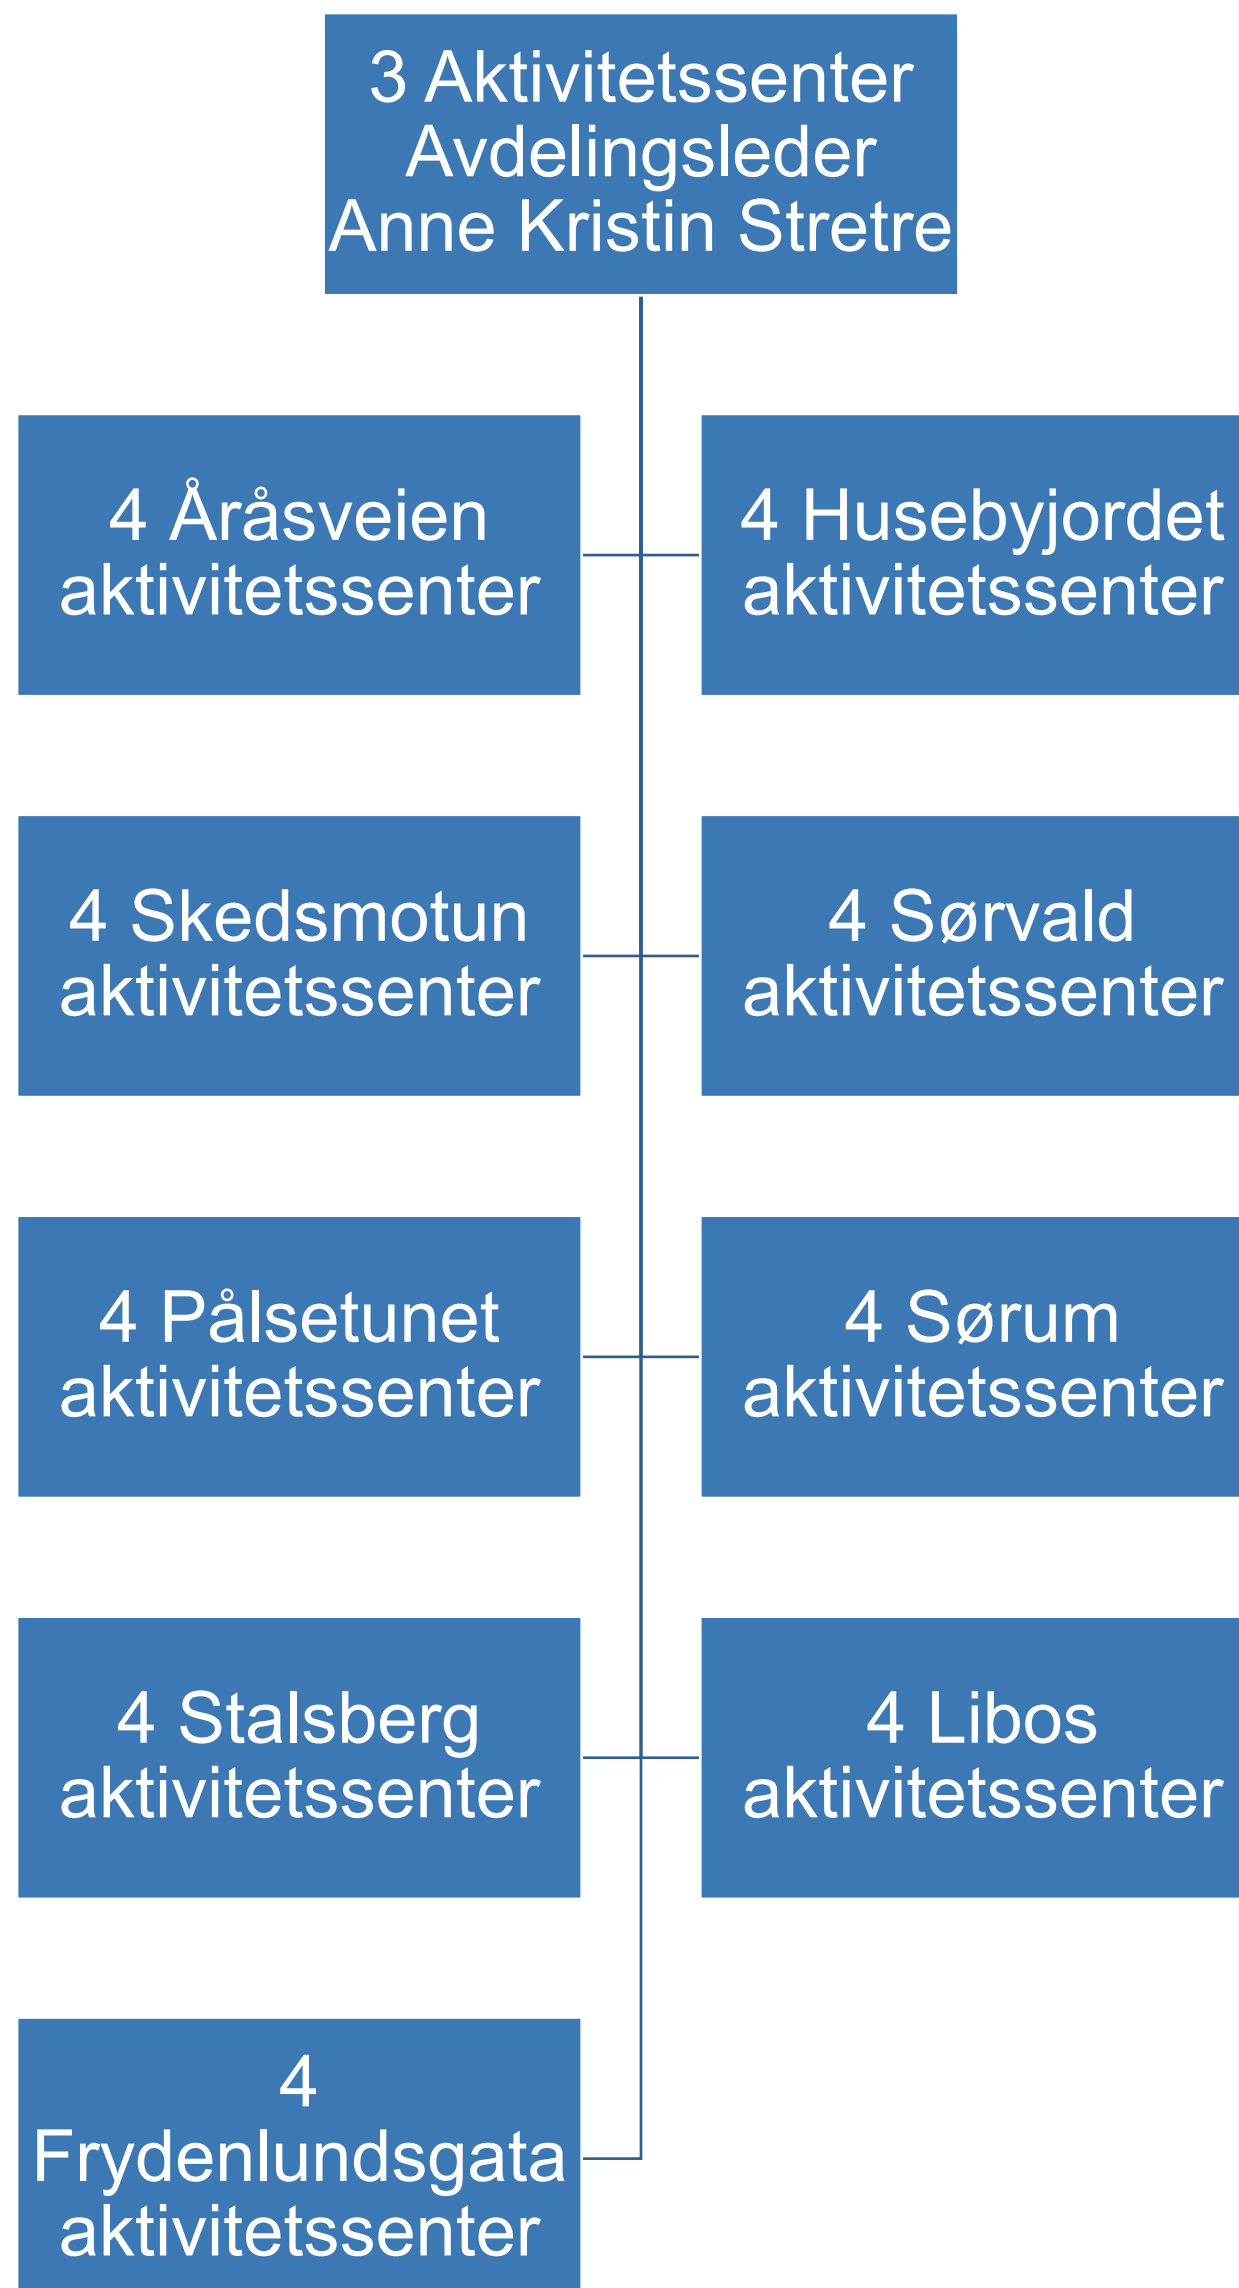 3 Aktivitetssenter
Avdelingsleder
Anne Kristin Stretre
4 Åråsveien
aktivitetssenter
4 Husebyjordet
aktivitetssenter
4 Skedsmotun
aktivitetssenter
4 Sørvald
aktivitetssenter
4 Pålsetunet
aktivitetssenter
4 Sørum
aktivitetssenter
4 Stalsberg
aktivitetssenter
4 Libos
aktivitetssenter
4
Frydenlundsgata
aktivitetssenter